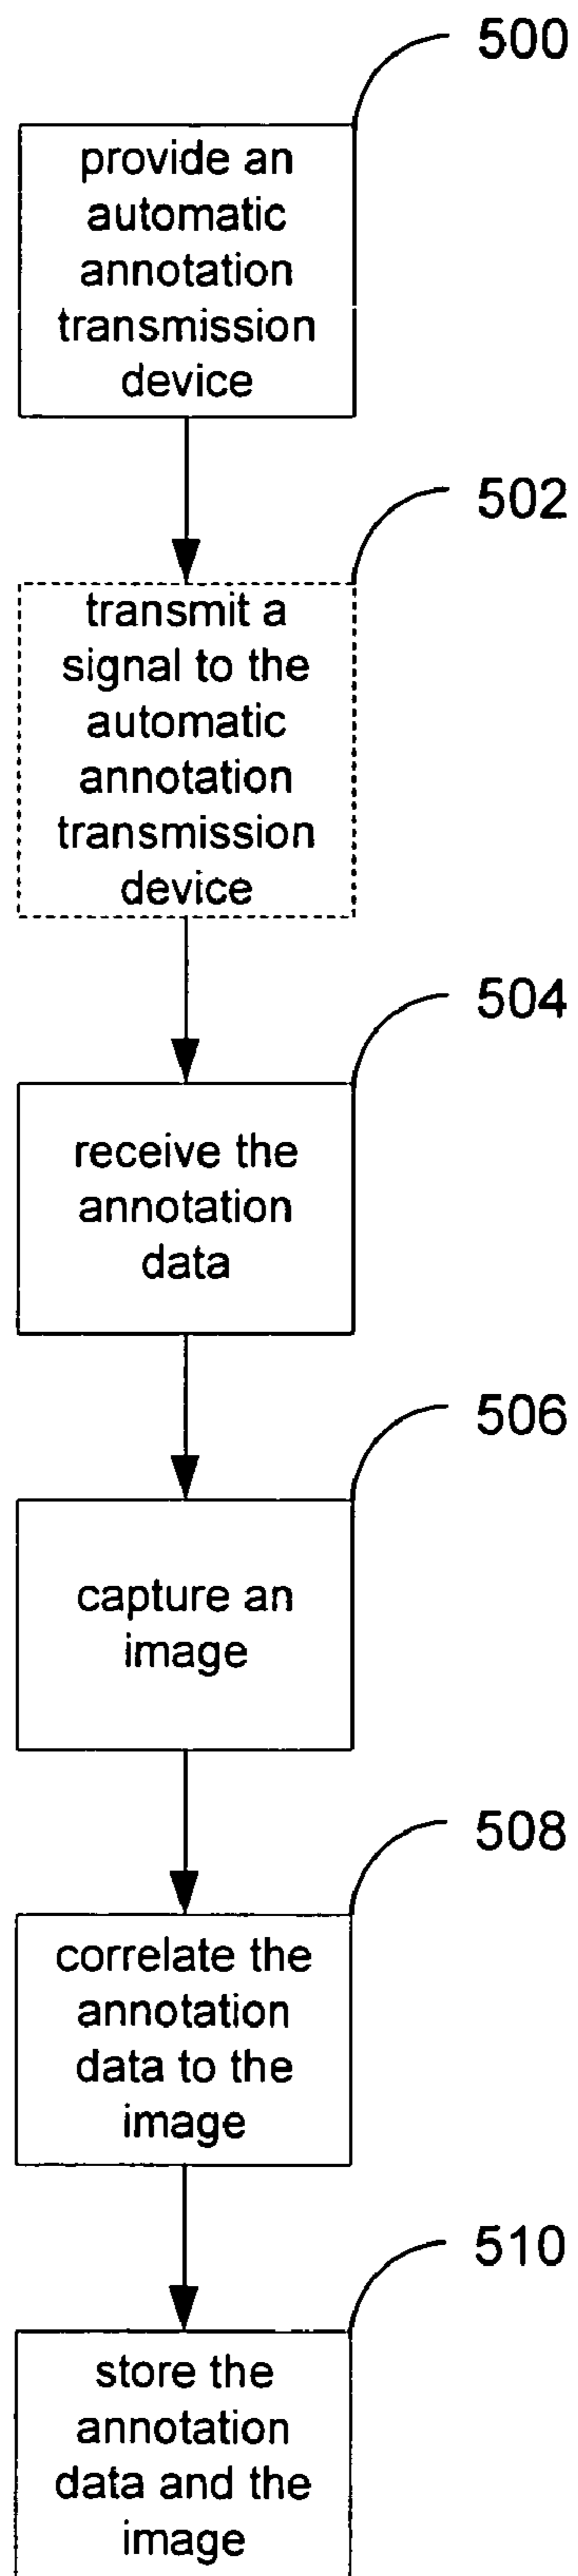 500
provide an
automatic
annotation
transmission
device
502
transmit a
signal to the
automatic
annotation
transmission
device
504
receive the
annotation
data
506
capture an
image
508
correlate the
annotation
data to the
image
510
store the
annotation
data and the
image